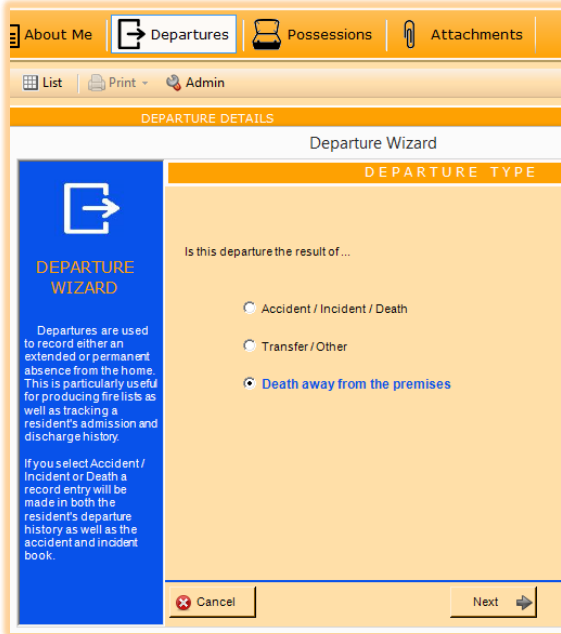 About Me Departures Possessions Attachments
List Print Admin
DEPARTURE DETAILS
Departure Wizard
DEPARTURE TYPE
DEPARTURE
WIZARD
Departures are used
to record either an
extended or permanent
absence from the home.
This is particularly useful
for producing fire lists as
well as tracking a
resident's admission and
discharge history.
If you select Accident /
Incident or Death a
record entry will be
made in both the
resident's departure
history as well as the
accident and incident
book.
Is this departure the result of ...
Accident / Incident / Death
Transfer / Other
Death away from the premises
Cancel Next